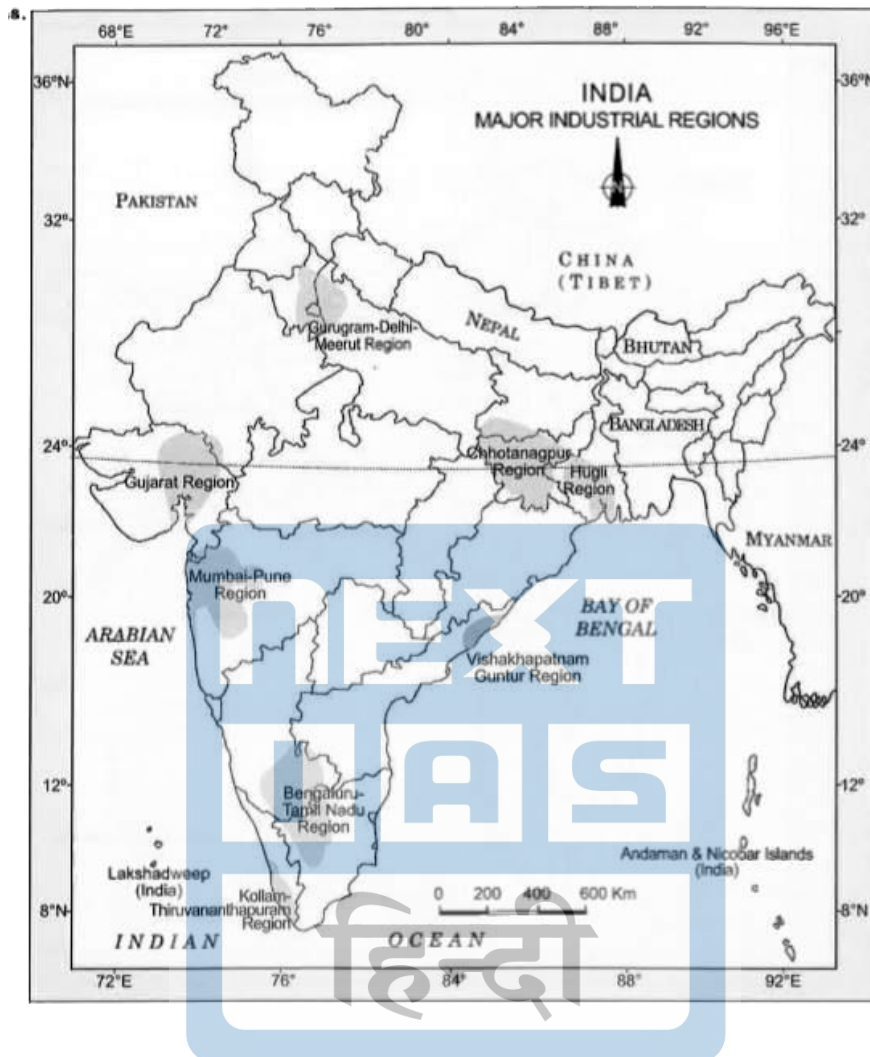 s.
68°E 72° 76° 80° 84° 88° 92° 96°E
36°N 36°N
INDIA
MAJOR INDUSTRIAL REGIONS
N
PAKISTAN
32° 32°
CHINA
(TIBET)
NEPAL
Gurugram-Delhi-
Meerut Region
BHUTAN
BANGLADESH
24° 24°
Chhotanagpur
Region
Hugli
Region
Gujarat Region
MYANMAR
Mumbai-Pune
Region
20° 20°
ARABIAN
SEA
BAY OF
BENGAL
Vishakhapatnam
Guntur Region
NEXT
IAS
12° 12°
Bengaluru-
Tamil Nadu
Region
Andaman & Nicobar Islands
(India)
Lakshadweep
(India)
Kollam-
Thiruvananthapuram
Region
0 200 400 600 Km
8°N 8°N
हिन्दी
INDIAN OCEAN
72°E 76° 84° 88° 92°E